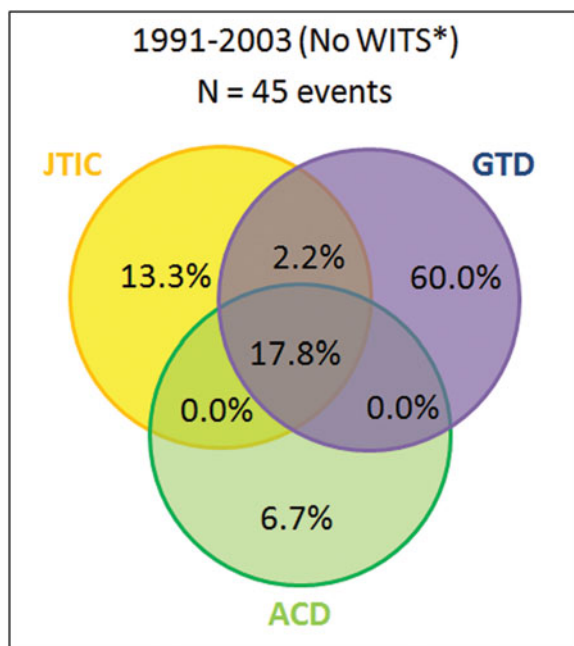 1991-2003 (No WITS*)
N = 45 events
JTIC
GTD
2.2%
13.3%
60.0%
17.8%
0.0%
0.0%
6.7%
ACD